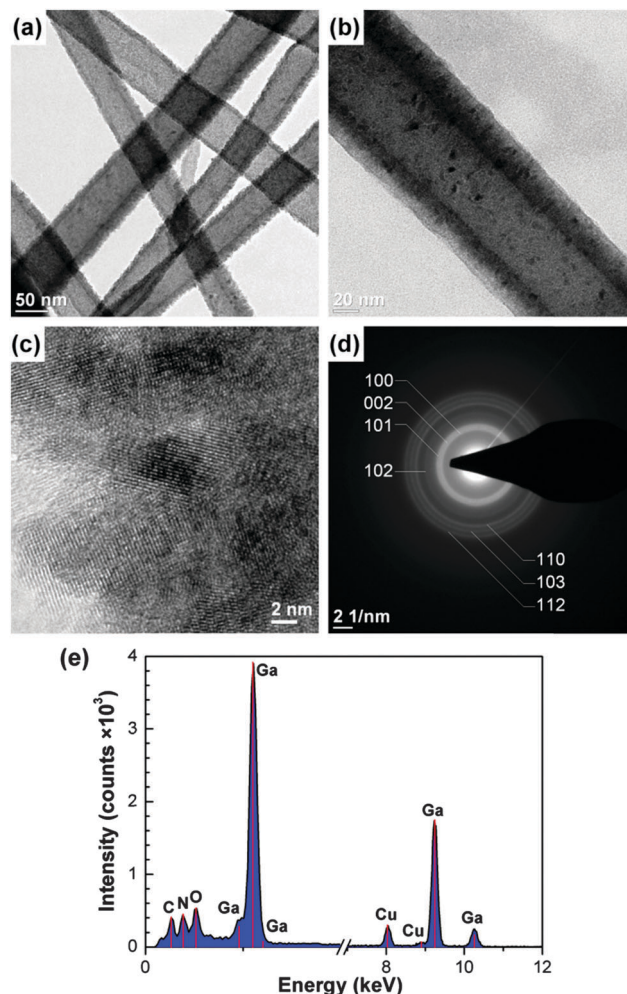 (a)
50 nm
(b)
20 nm
(c)
2 nm
(d)
100
002
101
102
110
103
112
2 1/nm
(e)
Intensity (counts ×10³)
4
3
2
1
0
C N O Ga Ga Ga Cu Cu Ga Ga
0 8 10 12
Energy (keV)